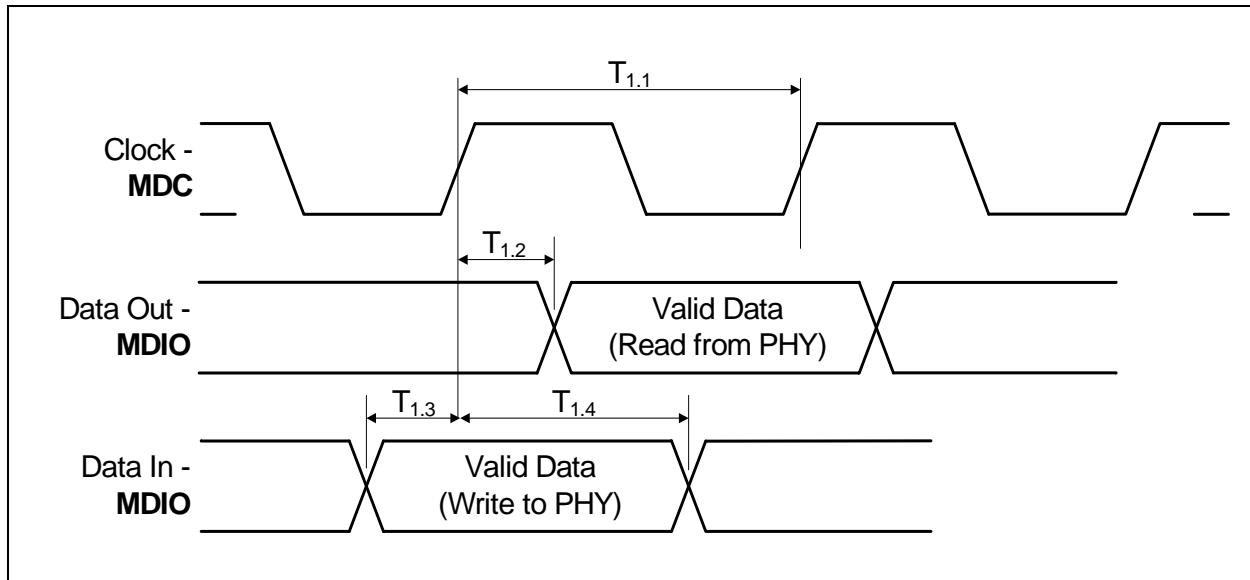 T1.1
Clock -
MDC
T1.2
Data Out -
MDIO
Valid Data
(Read from PHY)
T1.3
T1.4
Data In -
MDIO
Valid Data
(Write to PHY)